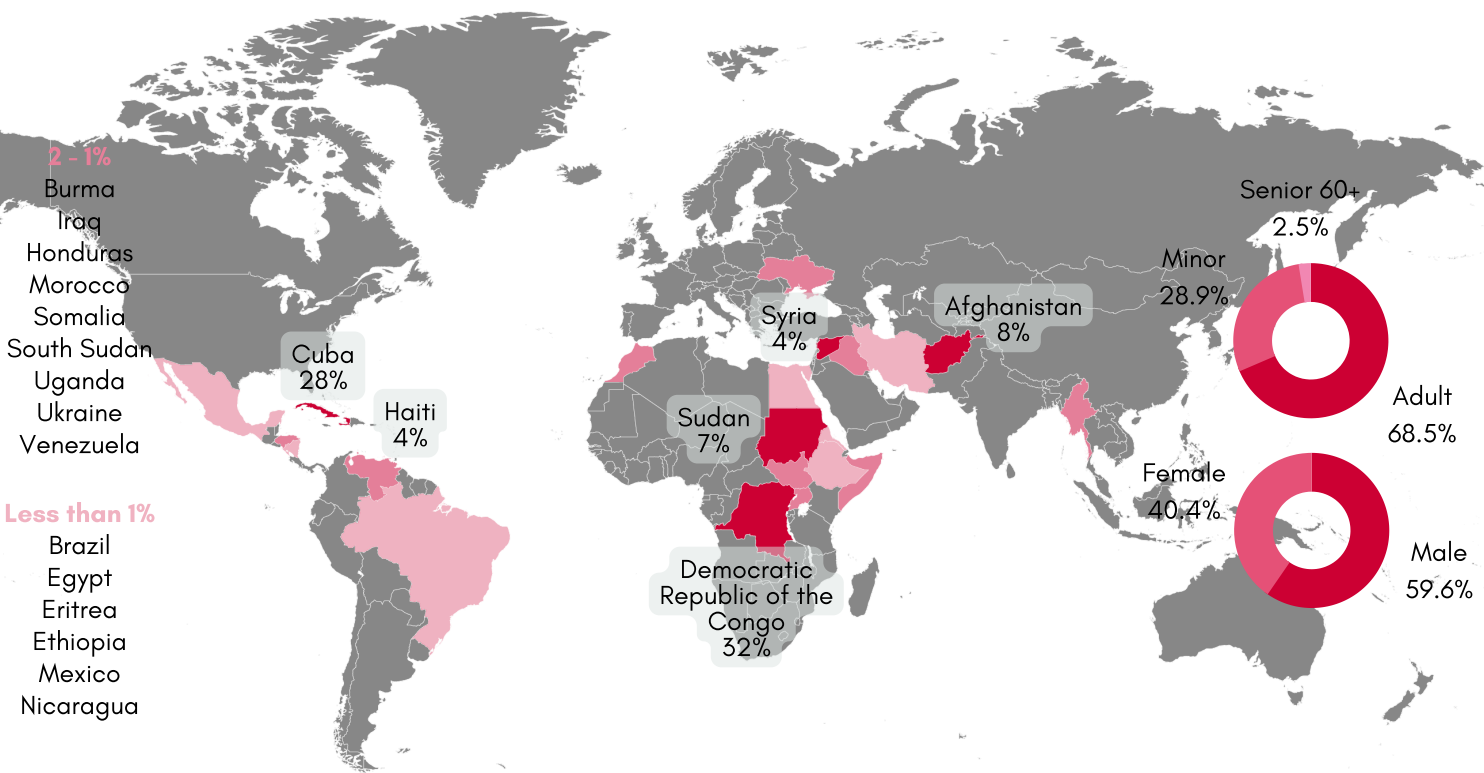 2 - 1%
Burma
Iraq
Honduras
Morocco
Somalia
South Sudan
Uganda
Ukraine
Venezuela
Less than 1%
Brazil
Egypt
Eritrea
Ethiopia
Mexico
Nicaragua
Cuba
28%
Haiti
4%
Syria
4%
Afghanistan
8%
Sudan
7%
Democratic
Republic of the
Congo
32%
Senior 60+
2.5%
Minor
28.9%
Adult
68.5%
Female
40.4%
Male
59.6%